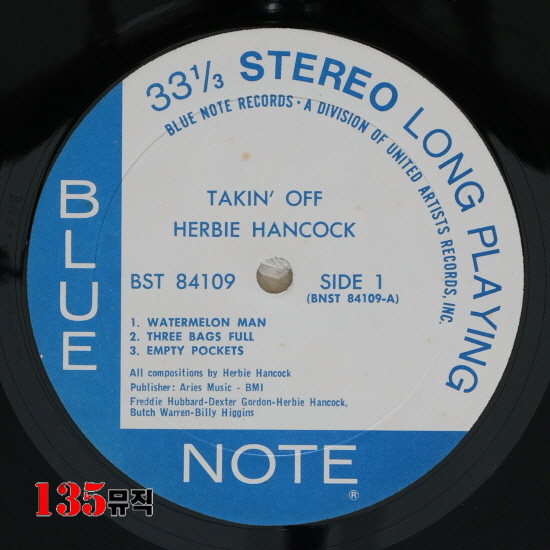 33⅓ STEREO LONG PLAYING
BLUE NOTE RECORDS · A DIVISION OF UNITED ARTISTS RECORDS, INC.
TAKIN' OFF
HERBIE HANCOCK
BST 84109 SIDE 1
(BNST 84109-A)
1. WATERMELON MAN
2. THREE BAGS FULL
3. EMPTY POCKETS
All compositions by Herbie Hancock
Publisher: Aries Music - BMI
Freddie Hubbard-Dexter Gordon-Herbie Hancock,
Butch Warren-Billy Higgins
BLUE
NOTE
®
135뮤직